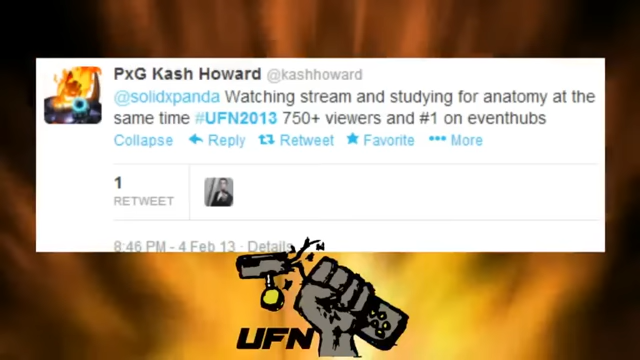 PxG Kash Howard @kashhoward
@solidxpanda Watching stream and studying for anatomy at the
same time #UFN2013 750+ viewers and #1 on eventhubs
Collapse Reply Retweet Favorite More
1
RETWEET
8:46 PM - 4 Feb 13 · Details
UFN